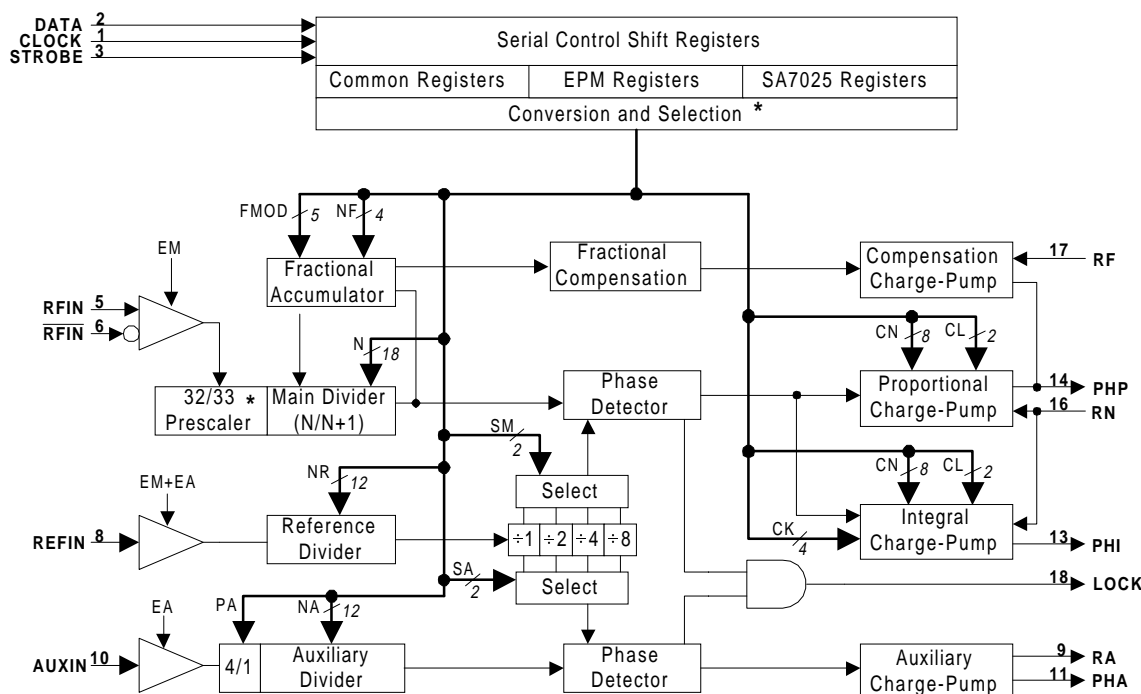 DATA 2
CLOCK 1
STROBE 3
Serial Control Shift Registers
Common Registers EPM Registers SA7025 Registers
Conversion and Selection *
FMOD 5 NF 4
EM
Fractional Accumulator
Fractional Compensation
Compensation Charge-Pump
17 RF
RFIN 5
RFIN 6
N 18
CN 8 CL 2
32/33 * Prescaler
Main Divider (N/N+1)
Phase Detector
Proportional Charge-Pump
14 PHP
16 RN
SM 2
EM+EA
NR 12
Select
CN 8 CL 2
REFIN 8
Reference Divider
÷1 ÷2 ÷4 ÷8
CK 4
Integral Charge-Pump
13 PHI
SA 2
Select
18 LOCK
EA
PA NA 12
AUXIN 10
4/1
Auxiliary Divider
Phase Detector
Auxiliary Charge-Pump
9 RA
11 PHA